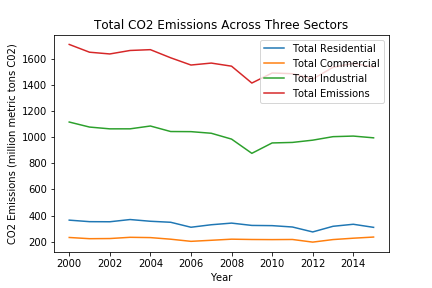 Total CO2 Emissions Across Three Sectors
CO2 Emissions (million metric tons C02)
1600
1400
1200
1000
800
600
400
200
Total Residential
Total Commercial
Total Industrial
Total Emissions
2000 2002 2004 2006 2008 2010 2012 2014
Year